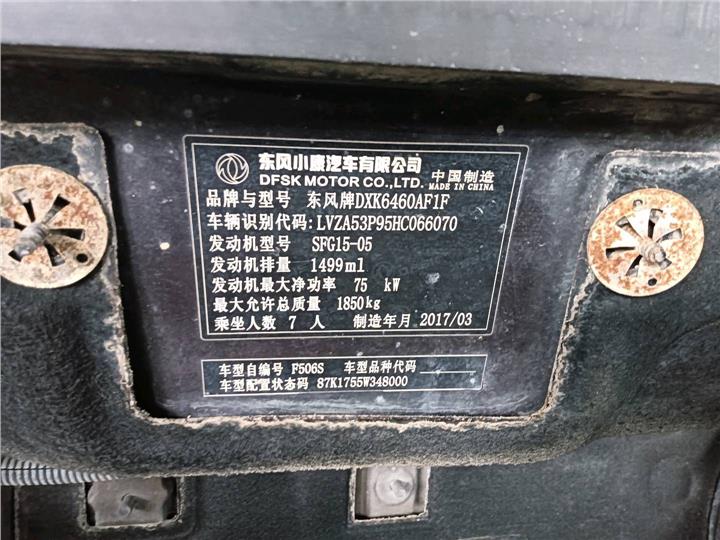 东风小康汽车有限公司
DFSK MOTOR CO.,LTD.
中国制造
MADE IN CHINA
品牌与型号 东风牌DXK6460AF1F
车辆识别代码:LVZA53P95HC066070
发动机型号 SFG15-05
发动机排量 1499ml
发动机最大净功率 75 kW
最大允许总质量 1850kg
乘坐人数 7 人 制造年月 2017/03
车型自编号 F506S 车型品种代码
车型配置状态码 87K1755W348000